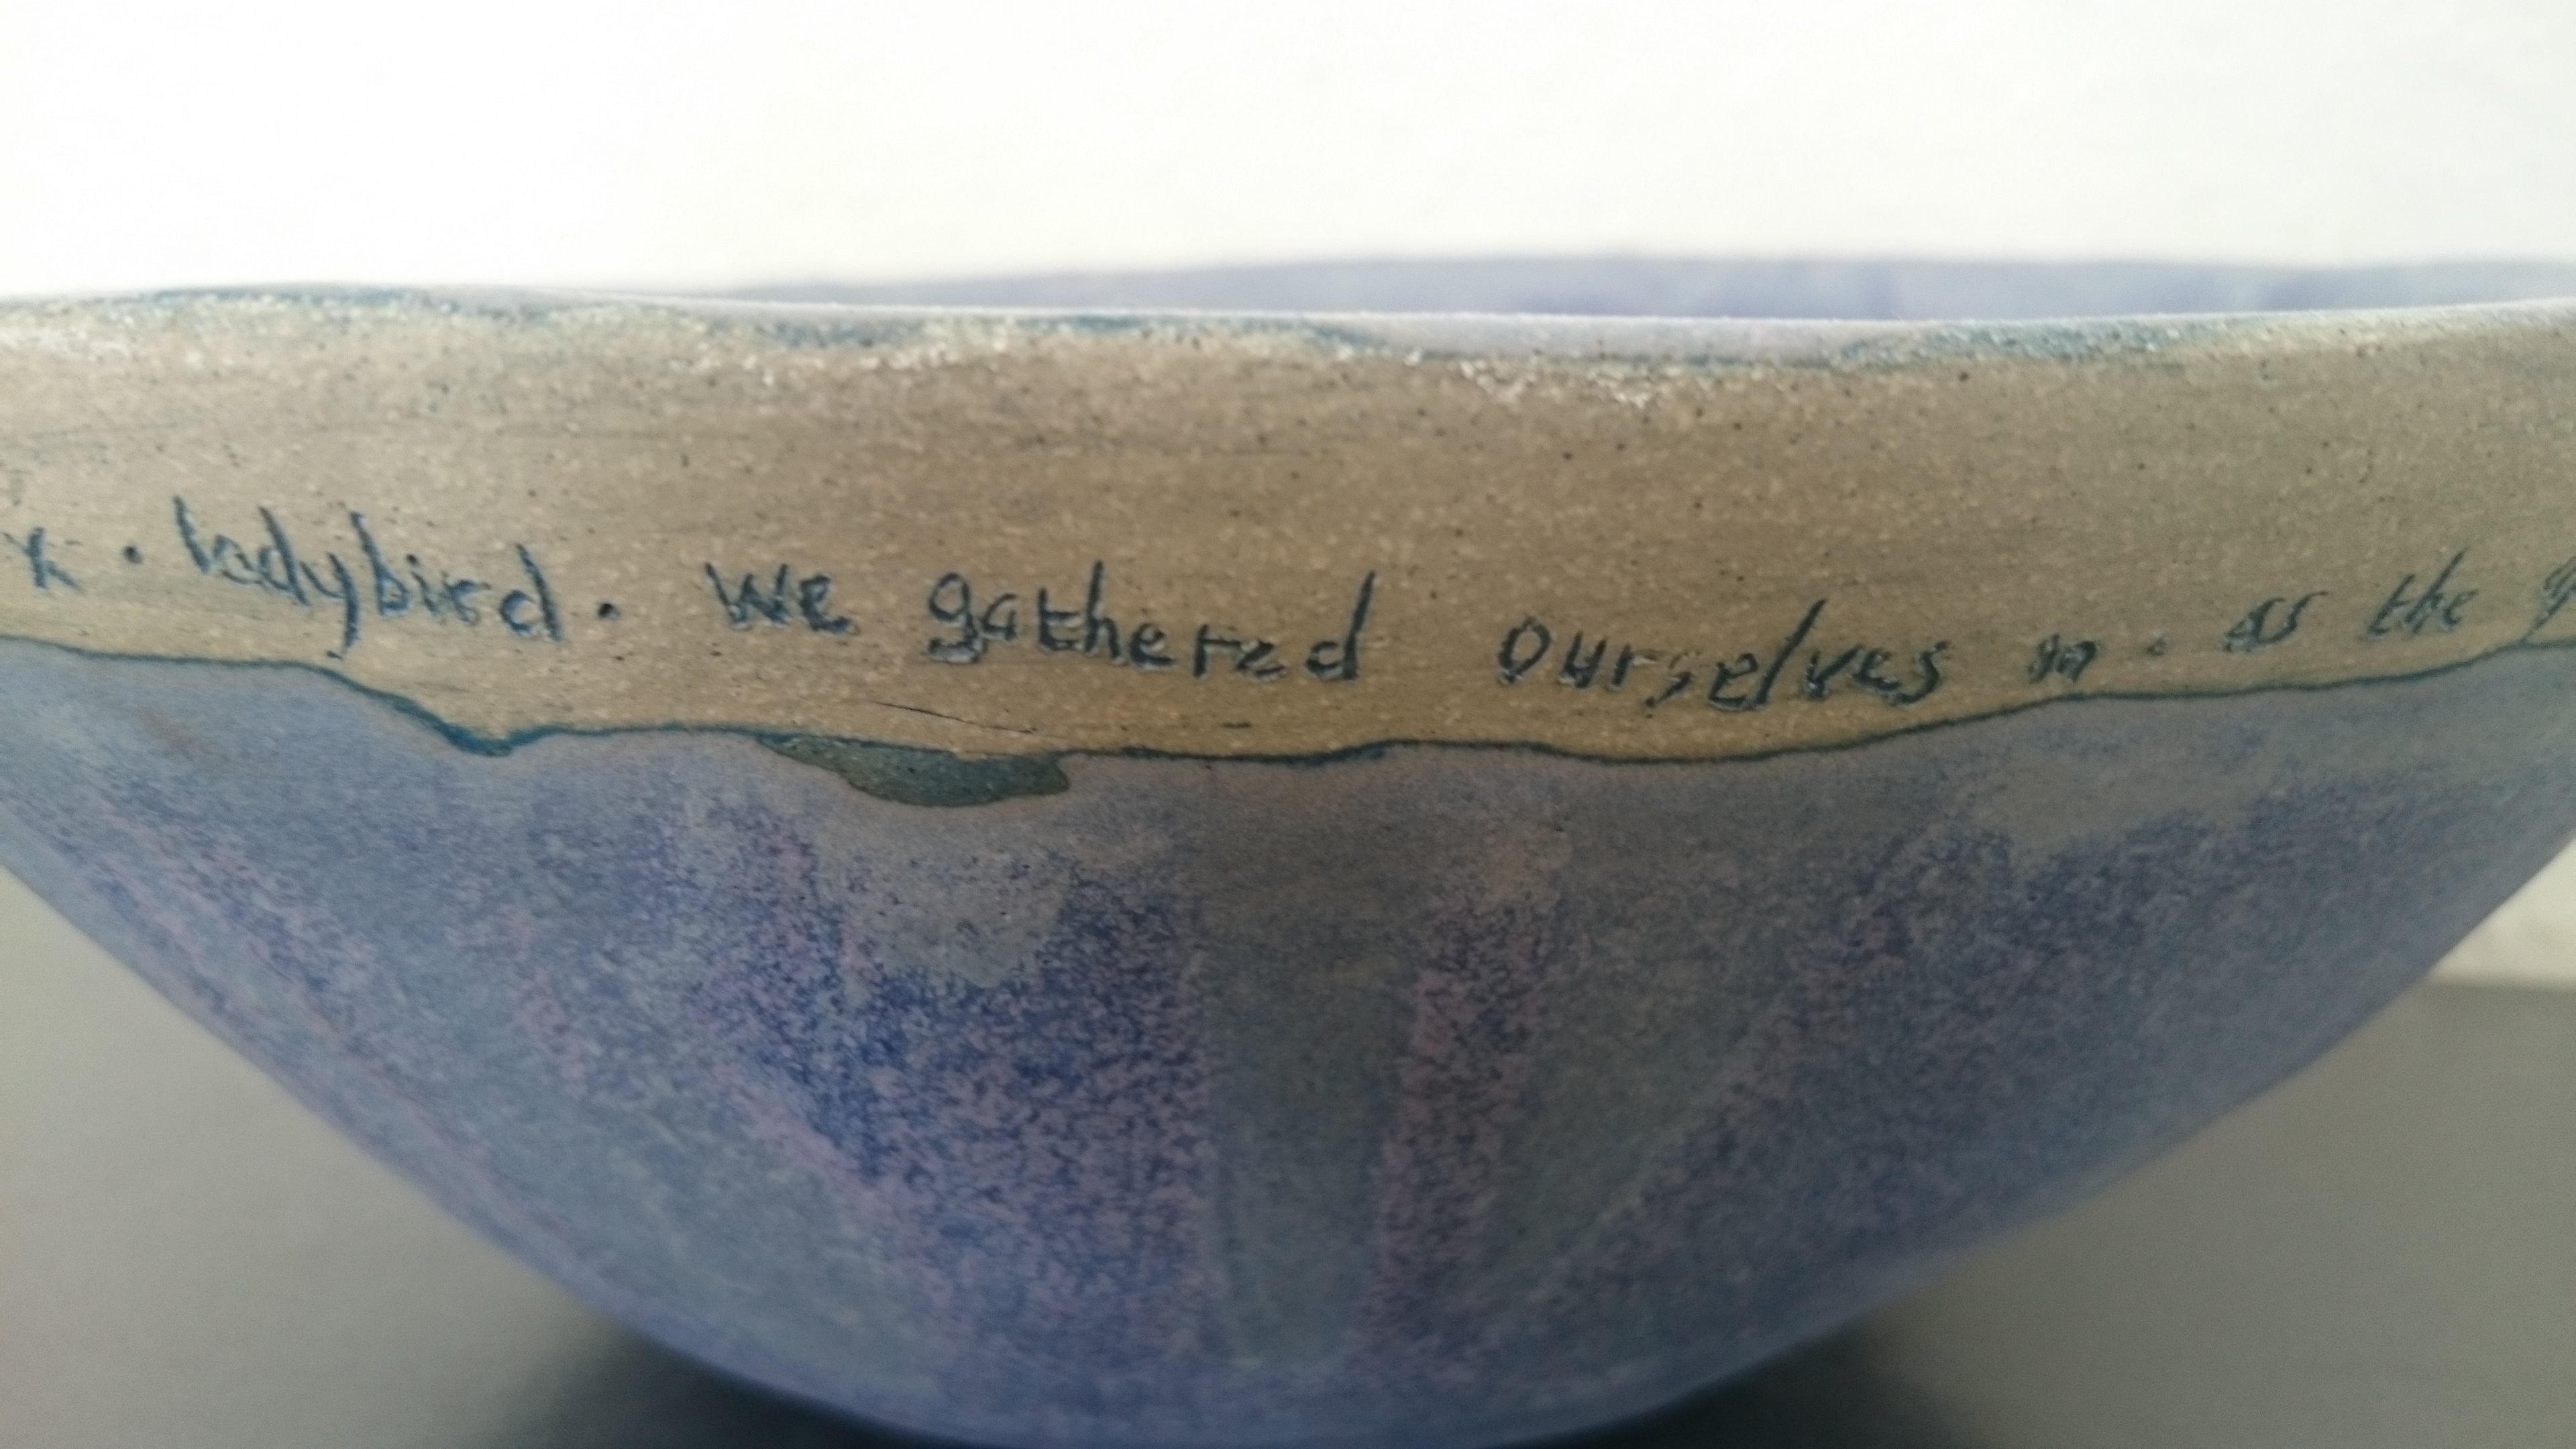 · ladybird. we gathered ourselves in · as the